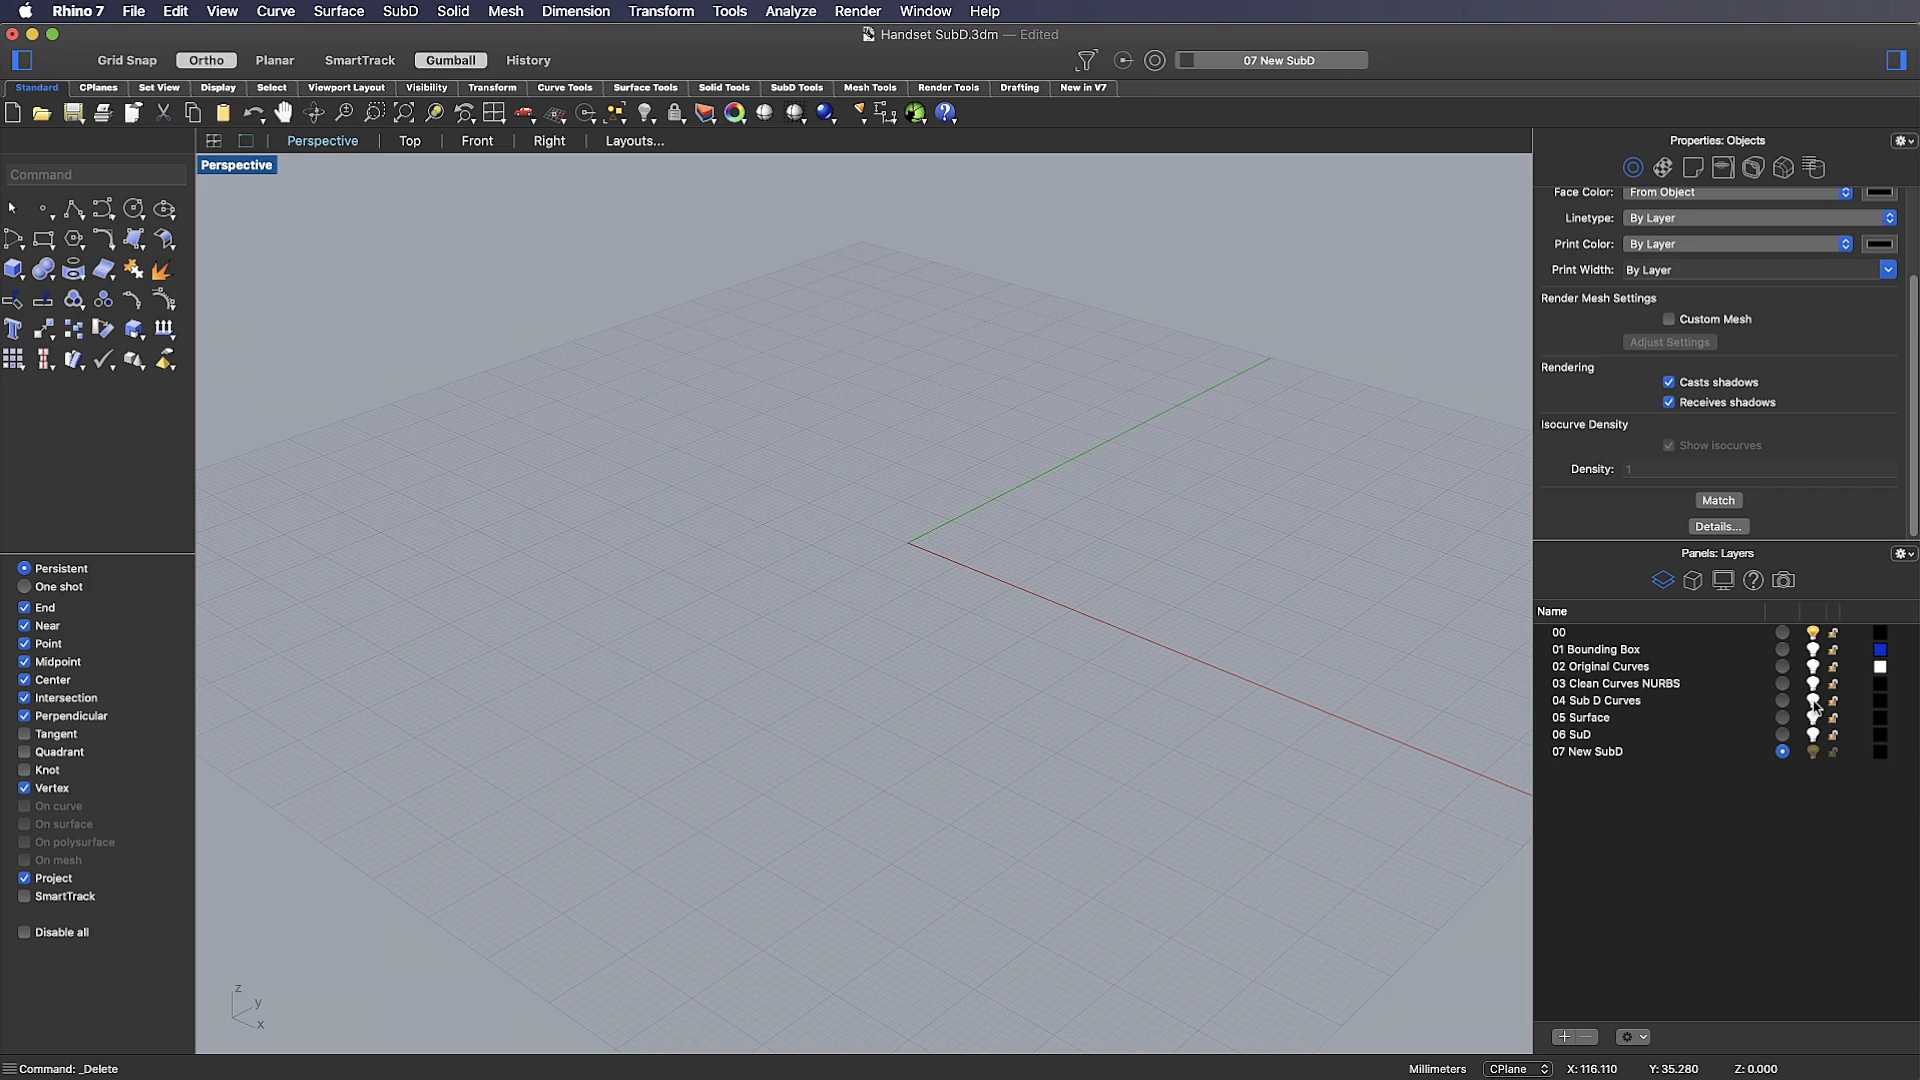 Rhino 7 File Edit View Curve Surface SubD Solid Mesh Dimension Transform Tools Analyze Render Window Help
Handset SubD.3dm — Edited
Grid Snap Ortho Planar SmartTrack Gumball History 07 New SubD
Standard CPlanes Set View Display Select Viewport Layout Visibility Transform Curve Tools Surface Tools Solid Tools SubD Tools Mesh Tools Render Tools Drafting New in V7
Perspective Top Front Right Layouts...
Properties: Objects
Perspective
Command
Face Color: From Object
Linetype: By Layer
Print Color: By Layer
Print Width: By Layer
Render Mesh Settings
Custom Mesh
Adjust Settings
Rendering
Casts shadows
Receives shadows
Isocurve Density
Show isocurves
Density: 1
Match
Details...
Panels: Layers
Name
00
01 Bounding Box
02 Original Curves
03 Clean Curves NURBS
04 Sub D Curves
05 Surface
06 SuD
07 New SubD
Persistent
One shot
End
Near
Point
Midpoint
Center
Intersection
Perpendicular
Tangent
Quadrant
Knot
Vertex
On curve
On surface
On polysurface
On mesh
Project
SmartTrack
Disable all
z
y
x
Command: _Delete
Millimeters CPlane X: 116.110 Y: 35.280 Z: 0.000